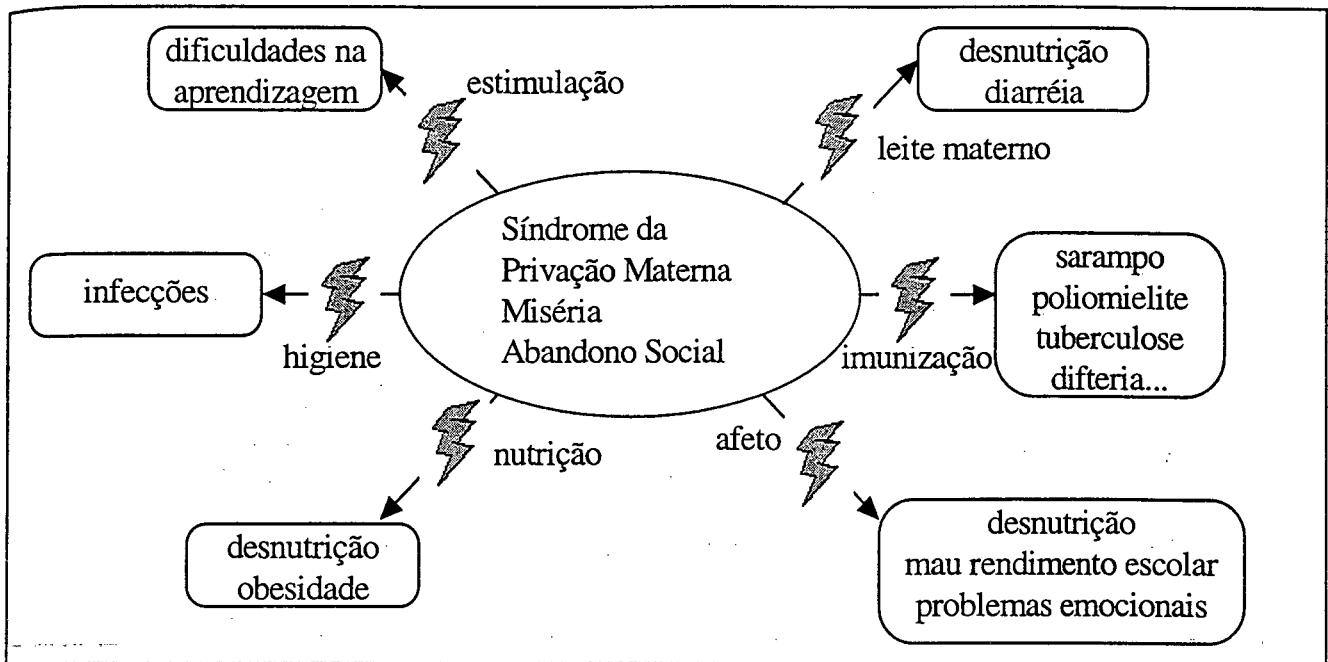 dificuldades na
aprendizagem
estimulação
desnutrição
diarréia
leite materno
Síndrome da
Privação Materna
Miséria
Abandono Social
infecções
higiene
imunização
sarampo
poliomielite
tuberculose
difteria...
nutrição
afeto
desnutrição
obesidade
desnutrição
mau rendimento escolar
problemas emocionais